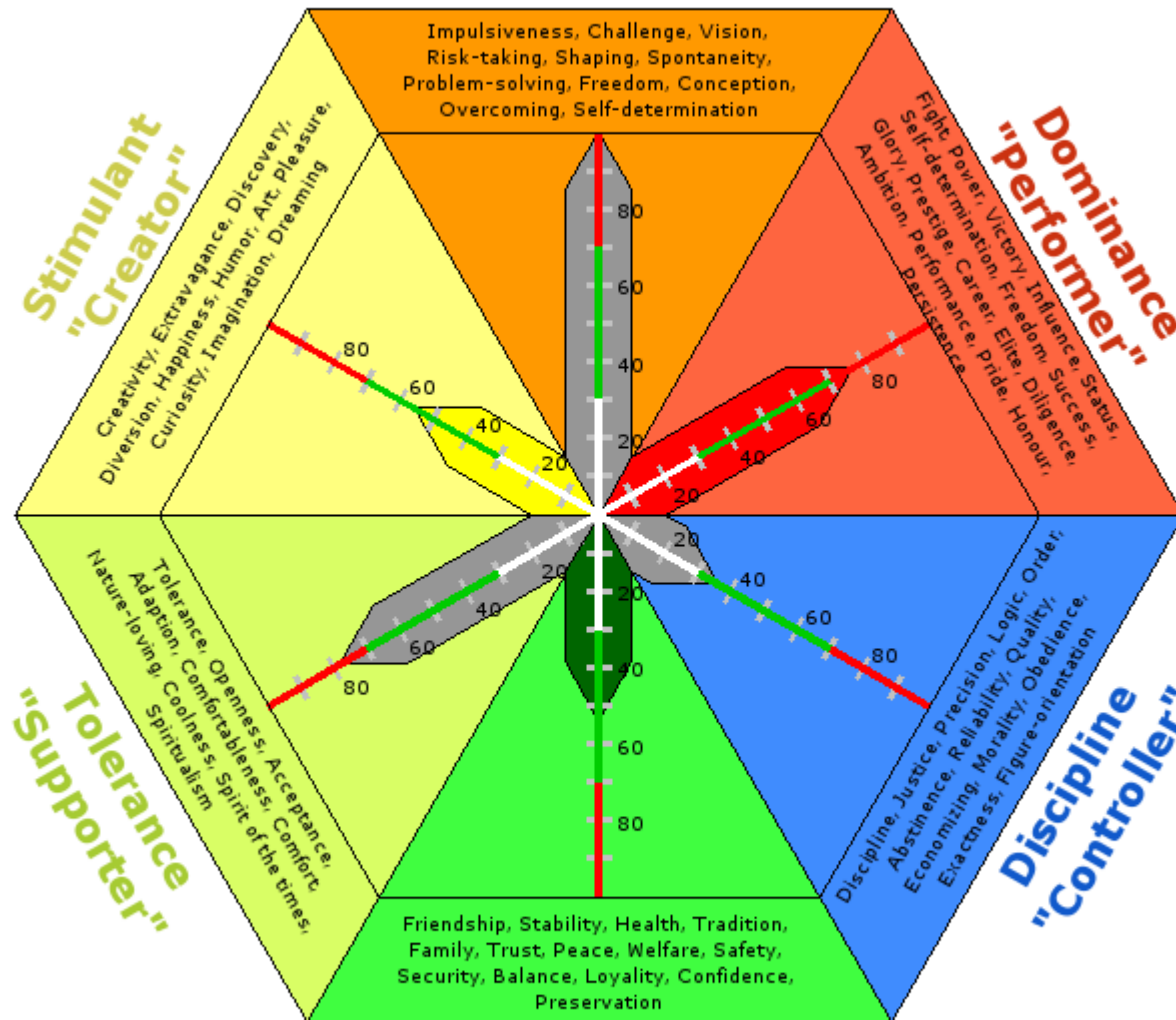 Impulsiveness, Challenge, Vision,
Risk-taking, Shaping, Spontaneity,
Problem-solving, Freedom, Conception,
Overcoming, Self-determination
Stimulant
"Creator"
Creativity, Extravagance, Discovery,
Diversion, Happiness, Humor, Art, Pleasure,
Curiosity, Imagination, Dreaming
Dominance
"Performer"
Fight, Power, Victory, Influence, Status,
Self-determination, Freedom, Success,
Glory, Prestige, Career, Elite, Diligence,
Ambition, Performance, Pride, Honour,
Persistence
80
60
40
20
80
60
40
20
80
60
40
20
20
40
60
80
20
40
60
80
20
40
60
80
Tolerance
"Supporter"
Tolerance, Openness, Acceptance,
Adaption, Comfortableness, Comfort,
Nature-loving, Coolness, Spirit of the times,
Spiritualism
Discipline
"Controller"
Discipline, Justice, Precision, Logic, Order,
Abstinence, Reliability, Quality,
Economizing, Morality, Obedience,
Exactness, Figure-orientation
Friendship, Stability, Health, Tradition,
Family, Trust, Peace, Welfare, Safety,
Security, Balance, Loyality, Confidence,
Preservation